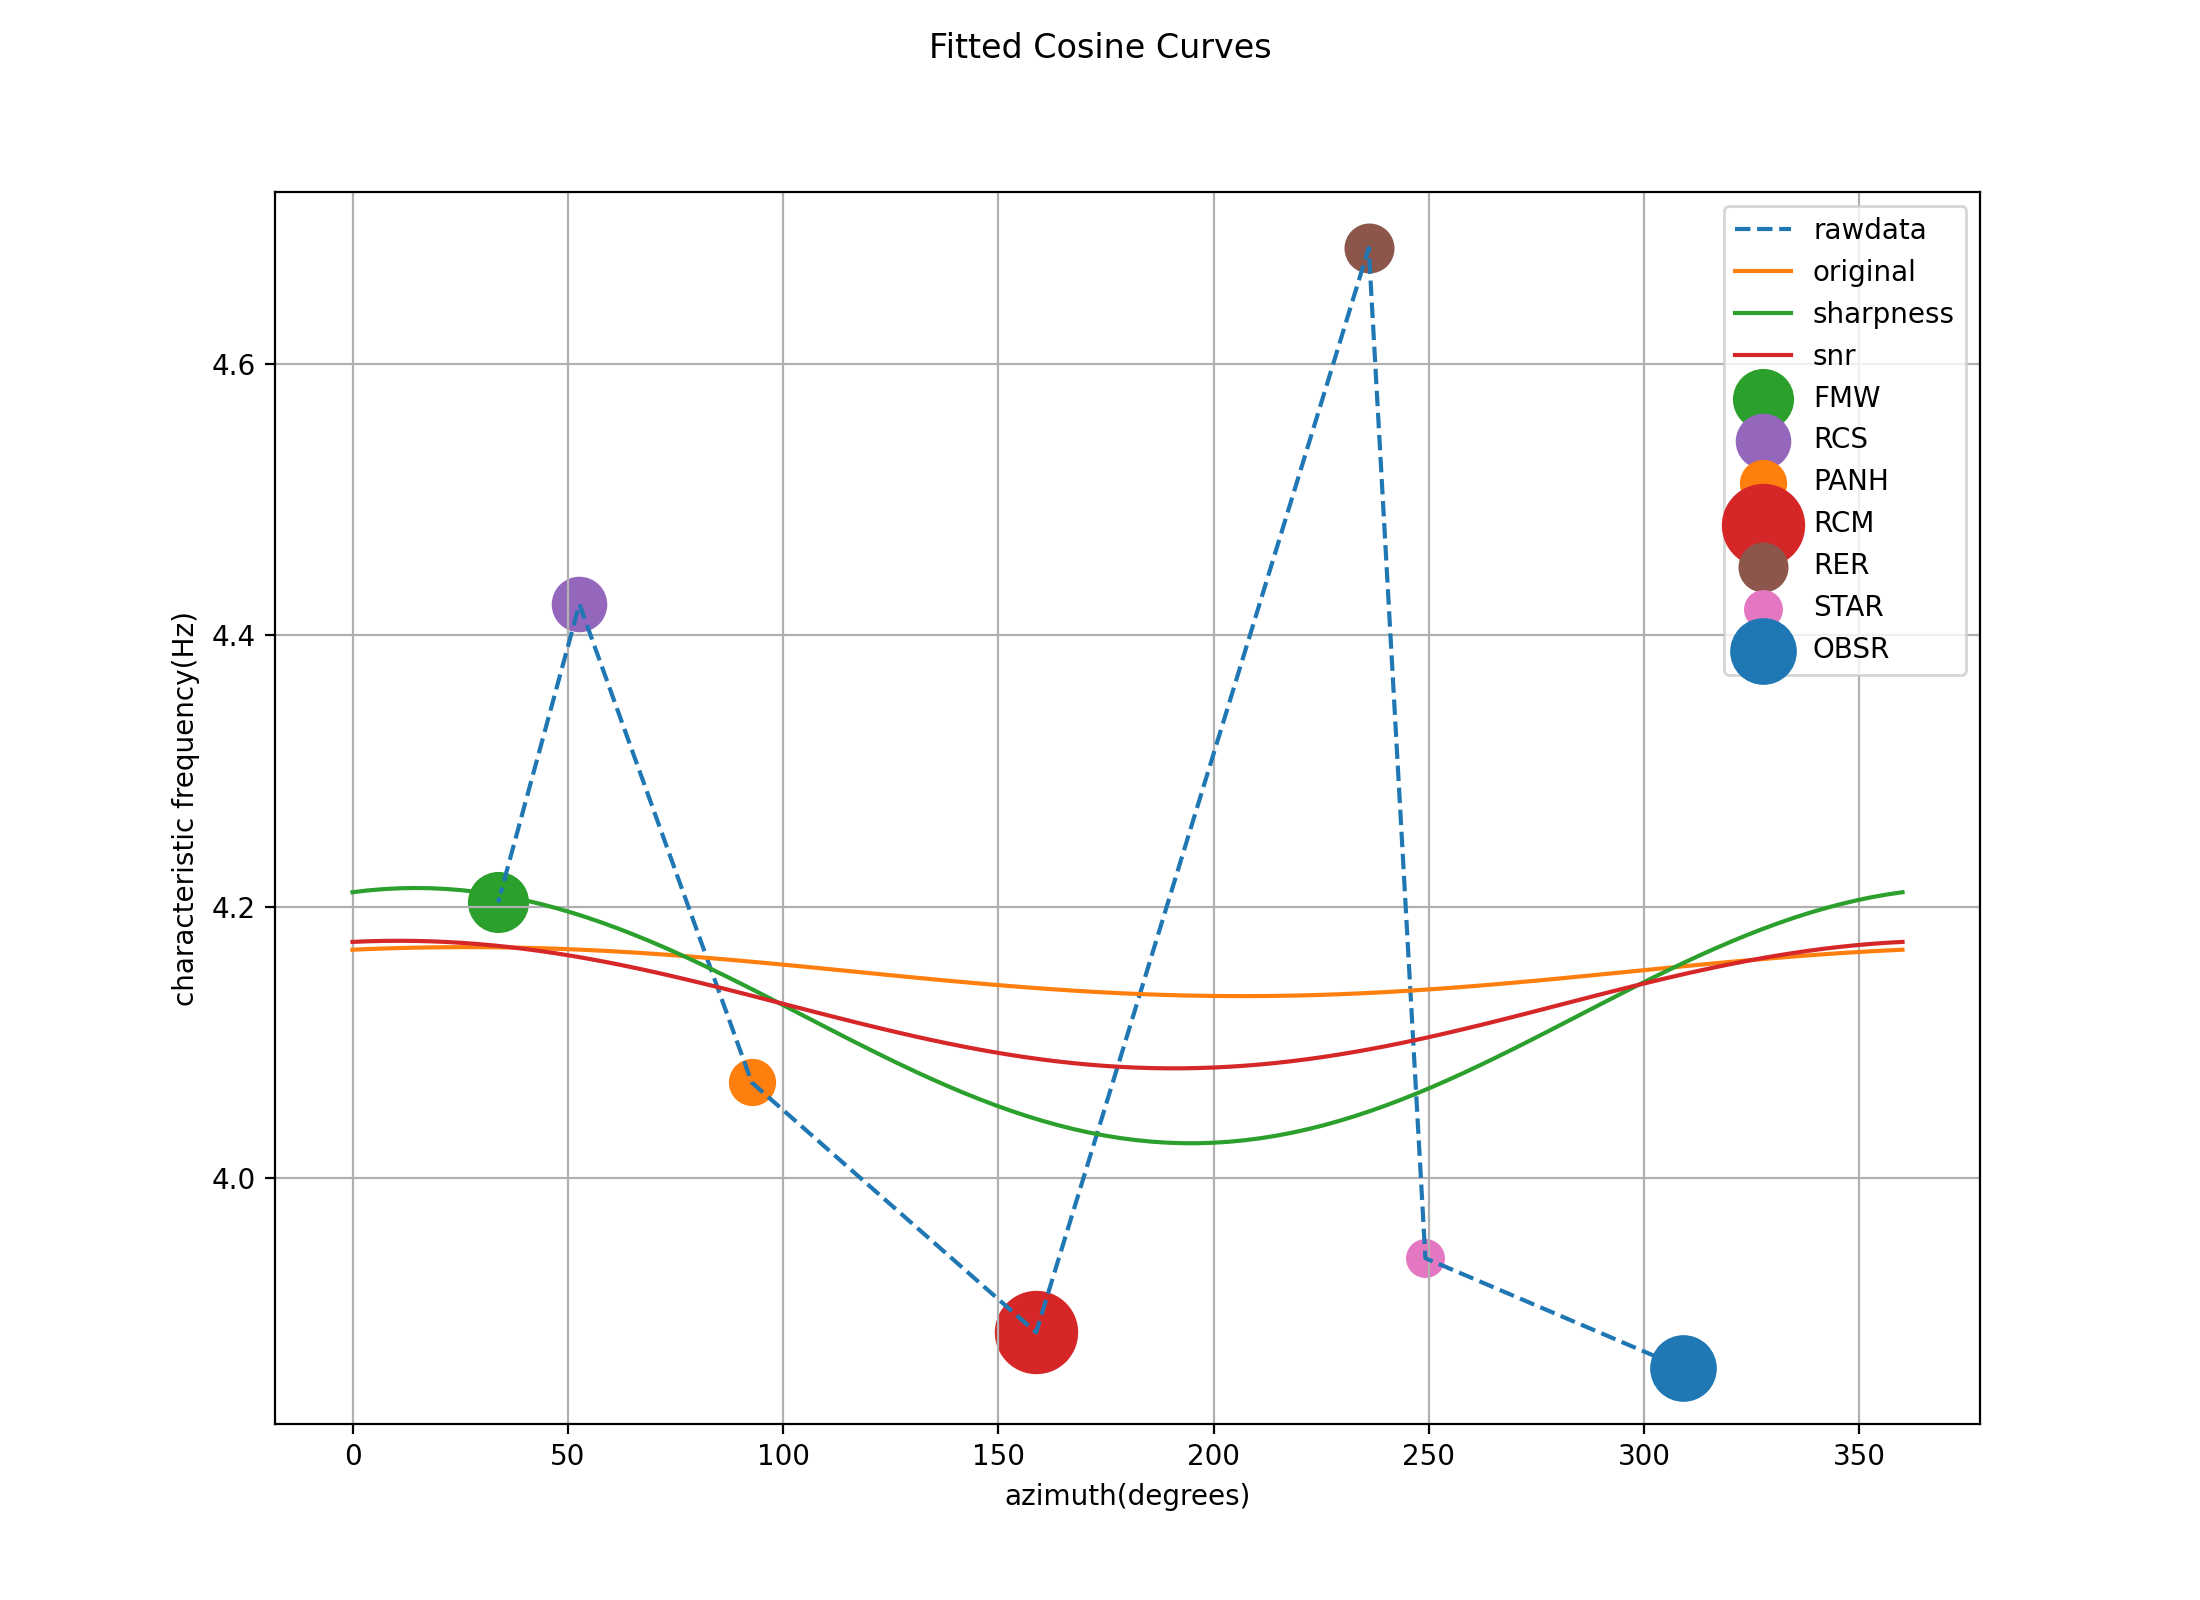 Fitted Cosine Curves
rawdata
original
sharpness
snr
FMW
RCS
PANH
RCM
RER
STAR
OBSR
characteristic frequency(Hz)
4.6
4.4
4.2
4.0
0 50 100 150 200 250 300 350
azimuth(degrees)